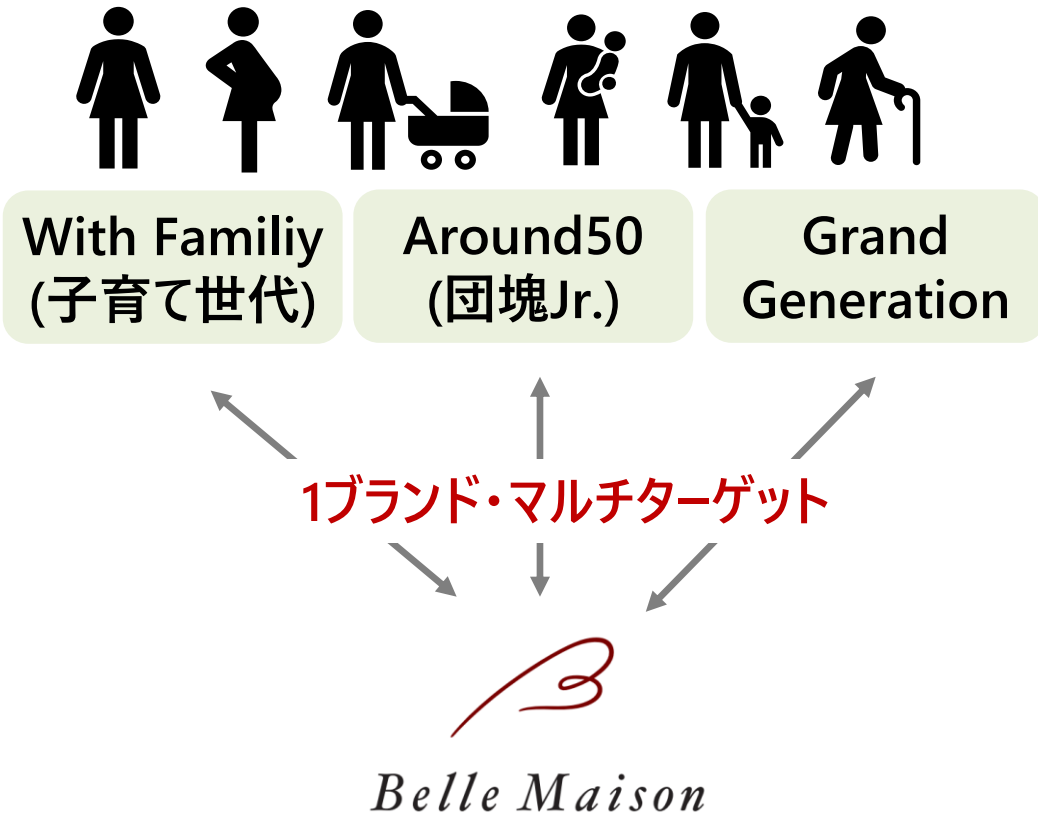 With Familiy
(子育て世代)
Around50
(団塊Jr.)
Grand
Generation
1ブランド・マルチターゲット
Belle Maison